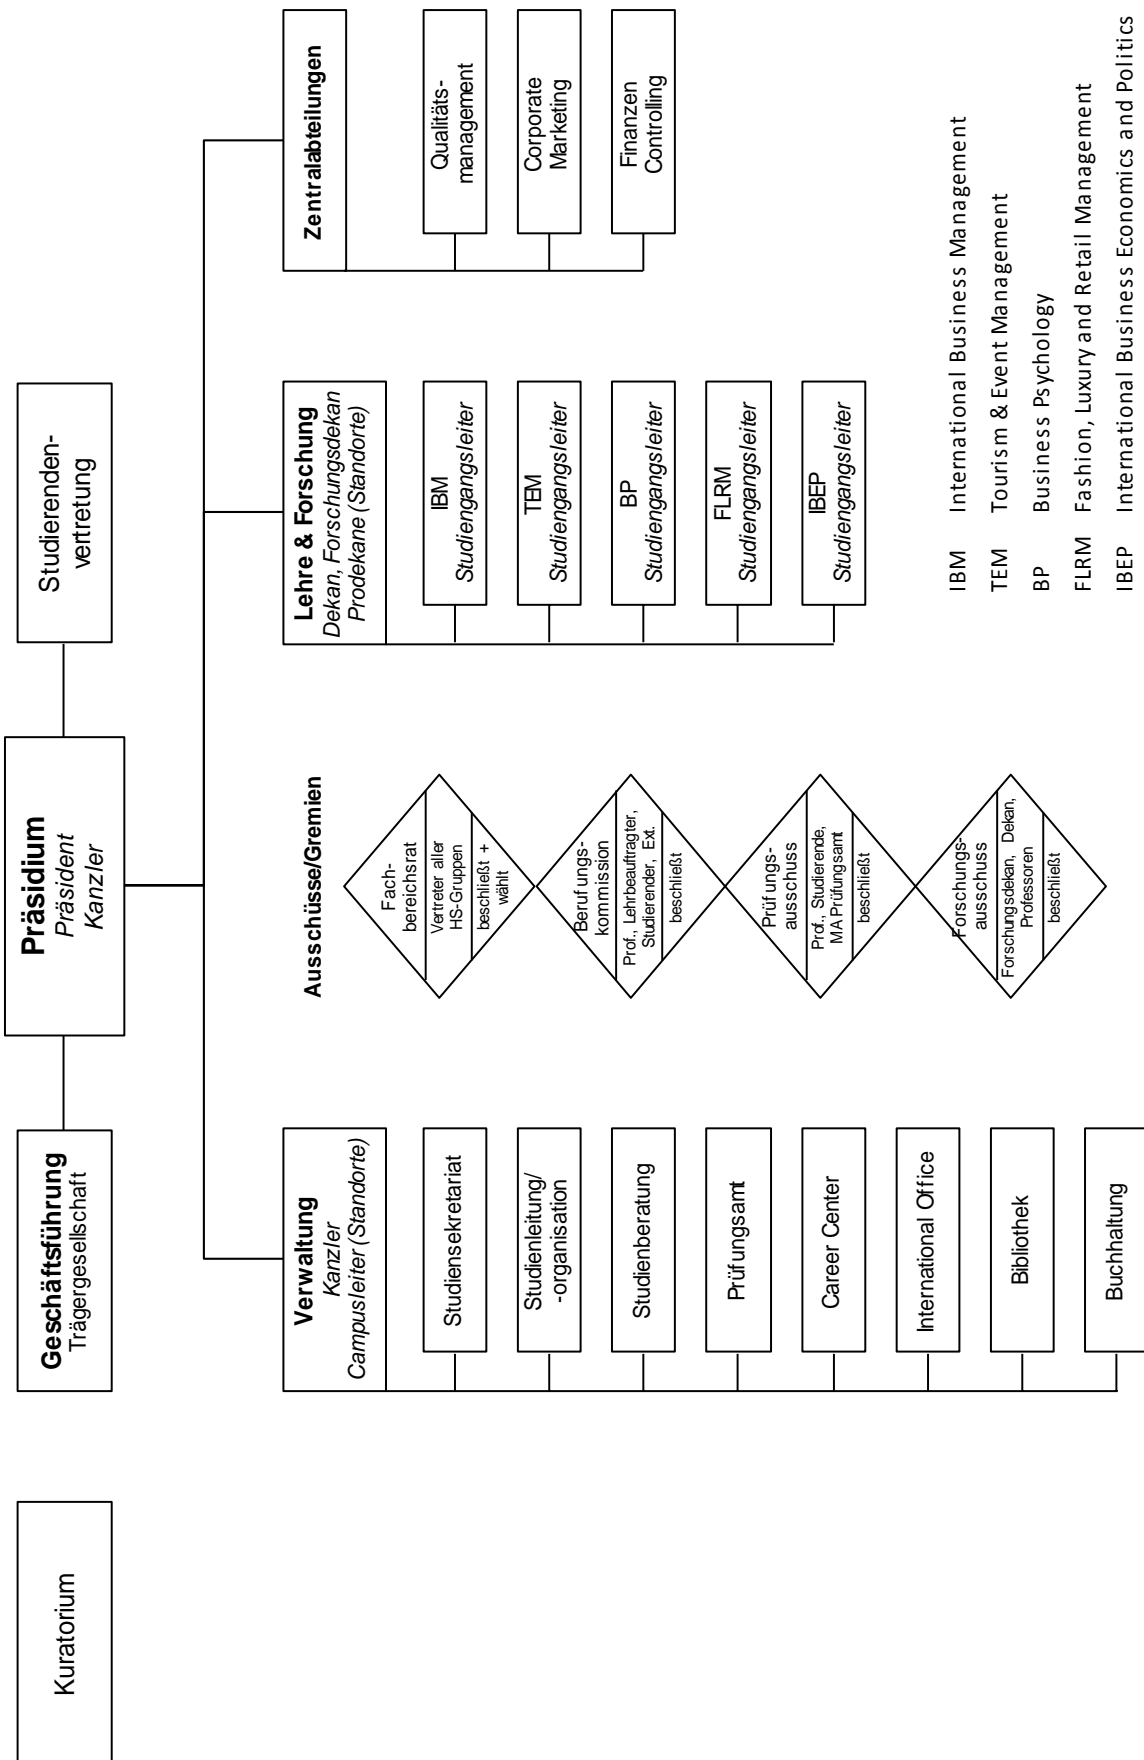 Kuratorium
Geschäftsführung
Trägergesellschaft
Präsidium
Präsident
Kanzler
Studierenden-
vertretung
Verwaltung
Kanzler
Campusleiter (Standorte)
Studiensekretariat
Studienleitung/
-organisation
Studienberatung
Prüfungsamt
Career Center
International Office
Bibliothek
Buchhaltung
Ausschüsse/Gremien
Fach-
bereichsrat
Vertreter aller
HS-Gruppen
beschließt +
wählt
Berufungs-
kommission
Prof., Lehrbeauftragter,
Studierender, Ext.
beschließt
Prüfungs-
ausschuss
Prof., Studierende,
MA Prüfungsamt
beschließt
Forschungs-
ausschuss
Forschungsdekan, Dekan,
Professoren
beschließt
Lehre & Forschung
Dekan, Forschungsdekan
Prodekane (Standorte)
IBM
Studiengangsleiter
TEM
Studiengangsleiter
BP
Studiengangsleiter
FLRM
Studiengangsleiter
IBEP
Studiengangsleiter
Zentralabteilungen
Qualitäts-
management
Corporate
Marketing
Finanzen
Controlling
IBM International Business Management
TEM Tourism & Event Management
BP Business Psychology
FLRM Fashion, Luxury and Retail Management
IBEP International Business Economics and Politics